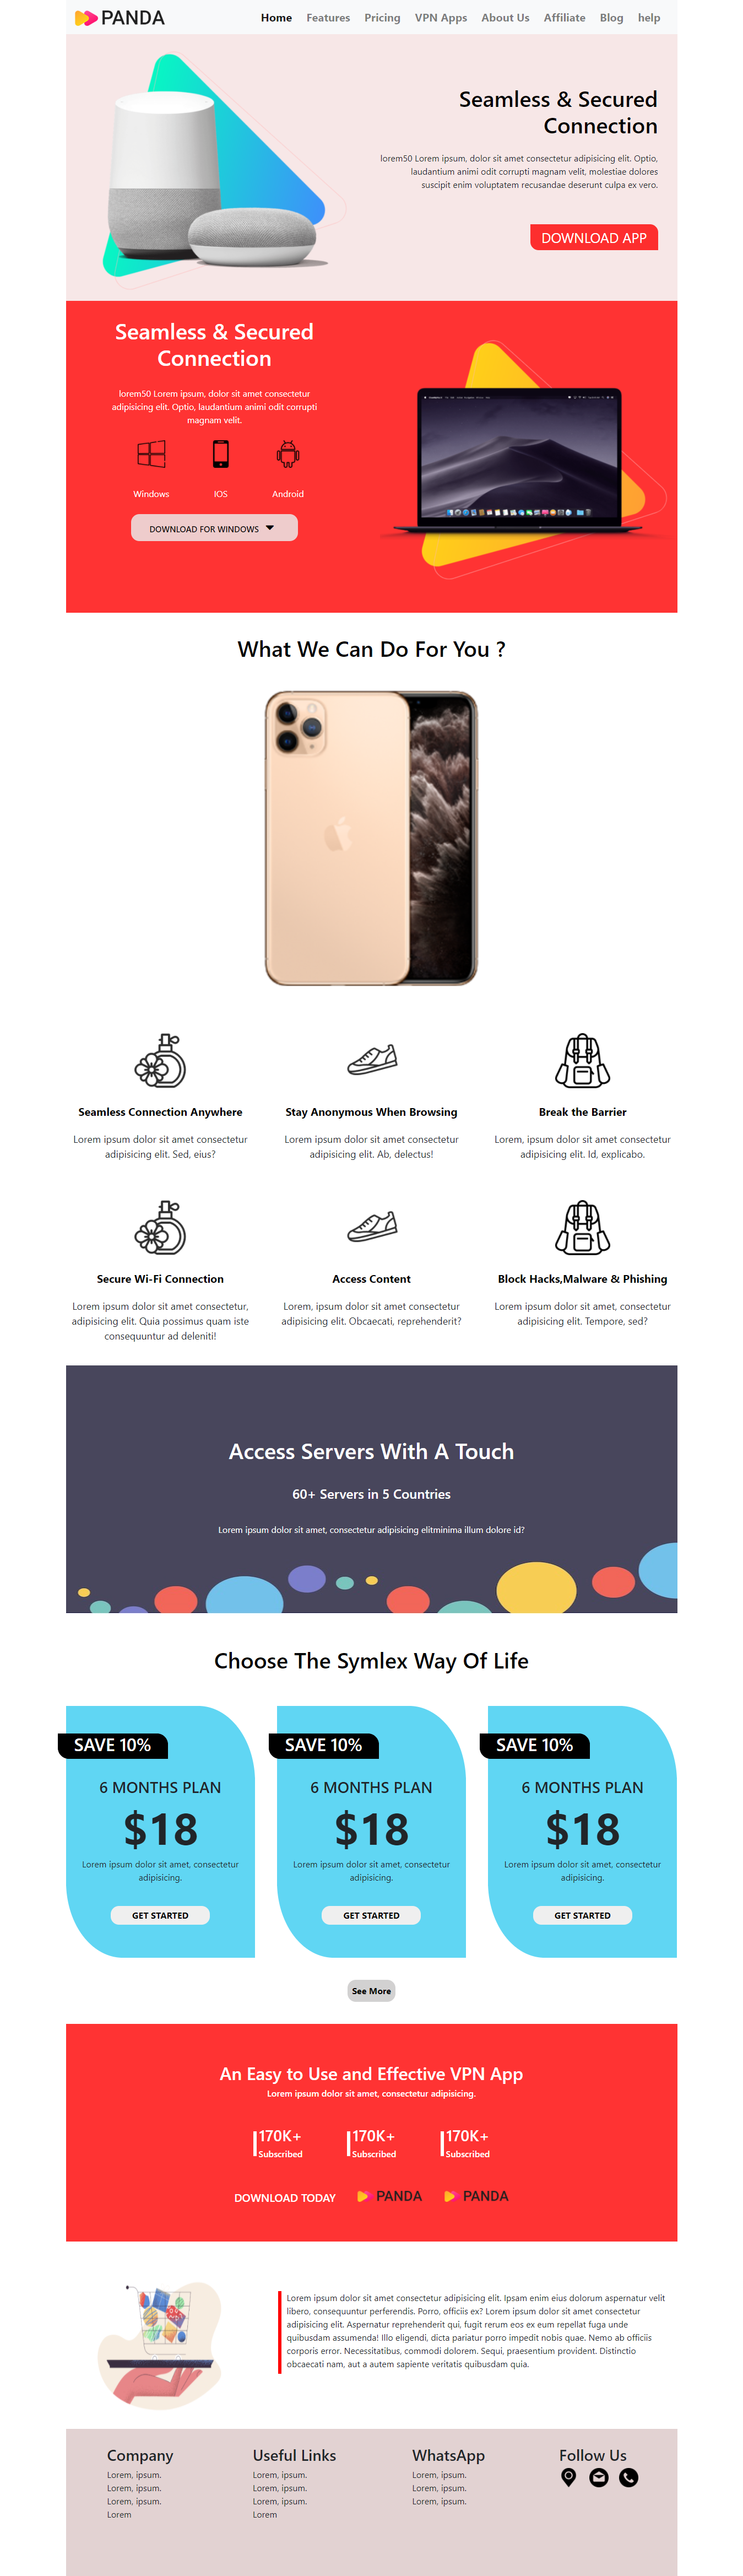 PANDA
Home Features Pricing VPN Apps About Us Affiliate Blog help
Seamless & Secured
Connection
lorem50 Lorem ipsum, dolor sit amet consectetur adipisicing elit. Optio,
laudantium animi odit corrupti magnam velit, molestiae dolores
suscipit enim voluptatem recusandae deserunt culpa ex vero.
DOWNLOAD APP
Seamless & Secured
Connection
lorem50 Lorem ipsum, dolor sit amet consectetur
adipisicing elit. Optio, laudantium animi odit corrupti
magnam velit.
Windows IOS Android
DOWNLOAD FOR WINDOWS
What We Can Do For You ?
Seamless Connection Anywhere
Lorem ipsum dolor sit amet consectetur
adipisicing elit. Sed, eius?
Stay Anonymous When Browsing
Lorem ipsum dolor sit amet consectetur
adipisicing elit. Ab, delectus!
Break the Barrier
Lorem, ipsum dolor sit amet consectetur
adipisicing elit. Id, explicabo.
Secure Wi-Fi Connection
Lorem ipsum dolor sit amet consectetur,
adipisicing elit. Quia possimus quam iste
consequuntur ad deleniti!
Access Content
Lorem, ipsum dolor sit amet consectetur
adipisicing elit. Obcaecati, reprehenderit?
Block Hacks,Malware & Phishing
Lorem ipsum dolor sit amet, consectetur
adipisicing elit. Tempore, sed?
Access Servers With A Touch
60+ Servers in 5 Countries
Lorem ipsum dolor sit amet, consectetur adipisicing elitminima illum dolore id?
Choose The Symlex Way Of Life
SAVE 10%
6 MONTHS PLAN
$18
Lorem ipsum dolor sit amet, consectetur
adipisicing.
GET STARTED
SAVE 10%
6 MONTHS PLAN
$18
Lorem ipsum dolor sit amet, consectetur
adipisicing.
GET STARTED
SAVE 10%
6 MONTHS PLAN
$18
Lorem ipsum dolor sit amet, consectetur
adipisicing.
GET STARTED
See More
An Easy to Use and Effective VPN App
Lorem ipsum dolor sit amet, consectetur adipisicing.
170K+ 170K+ 170K+
Subscribed Subscribed Subscribed
DOWNLOAD TODAY PANDA PANDA
Lorem ipsum dolor sit amet consectetur adipisicing elit. Ipsam enim eius dolorum aspernatur velit
libero, consequuntur perferendis. Porro, officiis ex? Lorem ipsum dolor sit amet consectetur
adipisicing elit. Aspernatur reprehenderit qui, fugit rerum eos ex eum repellat fuga unde
quibusdam assumenda! Illo eligendi, dicta pariatur porro impedit nobis quae. Nemo ab officiis
corporis error. Necessitatibus, commodi dolorem. Sequi, praesentium provident. Distinctio
obcaecati nam, aut a autem sapiente veritatis quibusdam quia.
Company
Lorem, ipsum.
Lorem, ipsum.
Lorem, ipsum.
Lorem
Useful Links
Lorem, ipsum.
Lorem, ipsum.
Lorem, ipsum.
Lorem
WhatsApp
Lorem, ipsum.
Lorem, ipsum.
Lorem, ipsum.
Follow Us